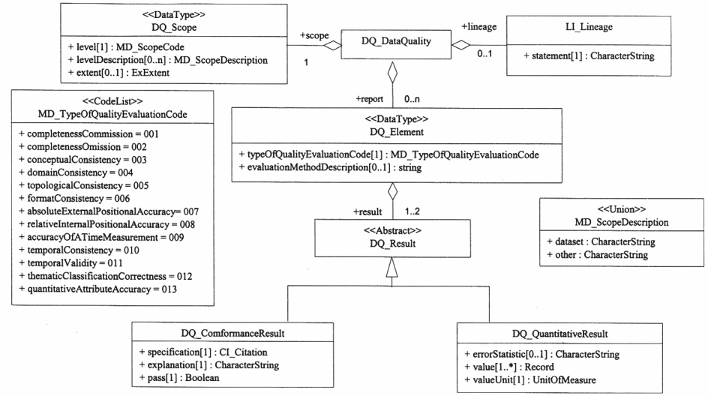 <<DataType>>
DQ_Scope
+ level[1] : MD_ScopeCode
+ levelDescription[0..n] : MD_ScopeDescription
+ extent[0..1] : ExExtent
+scope
1
DQ_DataQuality
+lineage
0..1
LI_Lineage
+ statement[1] : CharacterString
+report
0..n
<<CodeList>>
MD_TypeOfQualityEvaluationCode
+ completenessCommission = 001
+ completenessOmission = 002
+ conceptualConsistency = 003
+ domainConsistency = 004
+ topologicalConsistency = 005
+ formatConsistency = 006
+ absoluteExternalPositionalAccuracy= 007
+ relativeInternalPositionalAccuracy = 008
+ accuracyOfATimeMeasurement = 009
+ temporalConsistency = 010
+ temporalValidity = 011
+ thematicClassificationCorrectness = 012
+ quantitativeAttributeAccuracy = 013
<<DataType>>
DQ_Element
+ typeOfQualityEvaluationCode[1] : MD_TypeOfQualityEvaluationCode
+ evaluationMethodDescription[0..1] : string
+result
1..2
<<Abstract>>
DQ_Result
<<Union>>
MD_ScopeDescription
+ dataset : CharacterString
+ other : CharacterString
DQ_ComformanceResult
+ specification[1] : CI_Citation
+ explanation[1] : CharacterString
+ pass[1] : Boolean
DQ_QuantitativeResult
+ errorStatistic[0..1] : CharacterString
+ value[1..*] : Record
+ valueUnit[1] : UnitOfMeasure